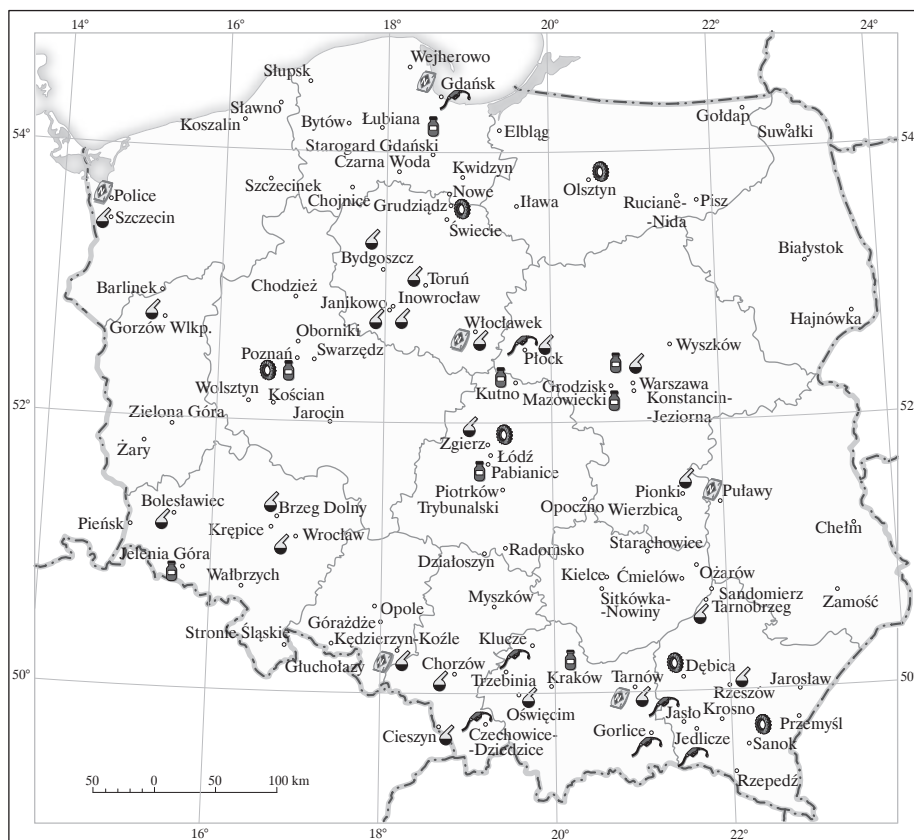 14° 16° 18° 20° 22°
Wejherowo
Słupsk
Gdańsk
Sławno
Gołdap
Koszalin
Bytów
Łubiana
Elbląg
Suwałki
54°
54°
Starogard Gdański
Czarna Woda
Kwidzyn
Szczecinek
Olsztyn
Police
Chojnice
Nowe
Iława
Ruciane-
-Nida
Pisz
Grudziądz
Szczecin
Świecie
Białystok
Bydgoszcz
Barlinek
Chodzież
Toruń
Janikowo
Inowrocław
Hajnówka
Gorzów Wlkp.
Oborniki
Włocławek
Wyszków
Poznań
Swarzędz
Płock
Wolsztyn
Kościan
Kutno
Grodzisk
Mazowiecki
Warszawa
Konstancin-
-Jeziorna
52°
52°
Zielona Góra
Jarocin
Zgierz
Żary
Łódź
Pabianice
Piotrków
Trybunalski
Pionki
Puławy
Bolesławiec
Brzeg Dolny
Opoczno
Wierzbica
Pieńsk
Krępice
Wrocław
Chełm
Starachowice
Jelenia Góra
Radomsko
Działoszyn
Wałbrzych
Kielce
Ćmielów
Ożarów
Myszków
Sitkówka-
-Nowiny
Sandomierz
Tarnobrzeg
Zamość
Opole
Górażdże
Stronie Śląskie
Kędzierzyn-Koźle
Klucze
50°
50°
Głuchołazy
Chorzów
Trzebinia
Kraków
Tarnów
Dębica
Jarosław
Rzeszów
Oświęcim
Jasło
Krosno
Przemyśl
Cieszyn
Czechowice-
-Dziedzice
Gorlice
Jedlicze
Sanok
Rzepedź
50 0 50 100 km
16° 18° 20° 22°